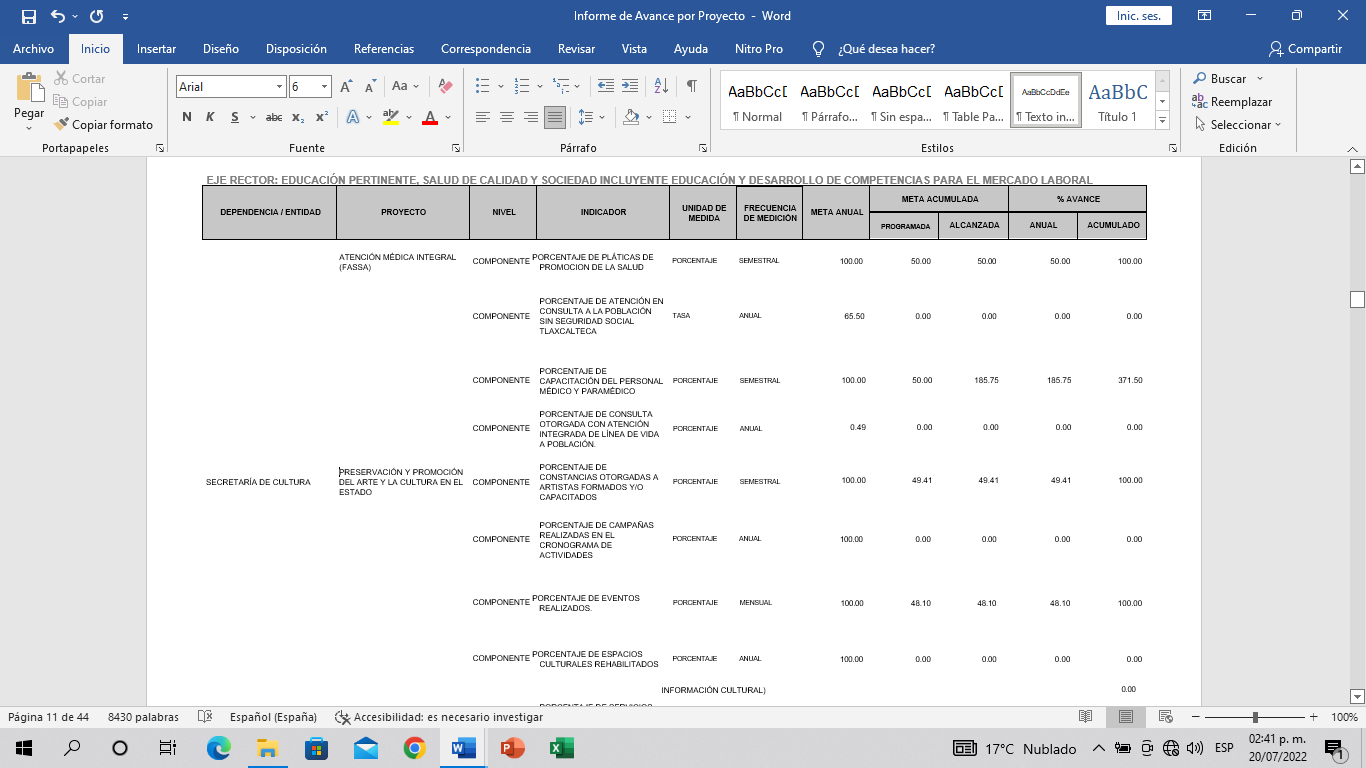 Informe de Avance por Proyecto - Word
Inic. ses.
Archivo Inicio Insertar Diseño Disposición Referencias Correspondencia Revisar Vista Ayuda Nitro Pro ¿Qué desea hacer? Compartir
Pegar
Cortar
Copiar
Copiar formato
Portapapeles
Arial 6
Aa
N K S abc x₂ x² A ab A
Fuente
Párrafo
AaBbCcD AaBbCcD AaBbCcD AaBbCcD AaBbCcDdEe AaBbC
¶ Normal ¶ Párrafo... ¶ Sin espa... ¶ Table Pa... ¶ Texto in... Título 1
Estilos
Buscar
Reemplazar
Seleccionar
Edición
EJE RECTOR: EDUCACIÓN PERTINENTE, SALUD DE CALIDAD Y SOCIEDAD INCLUYENTE EDUCACIÓN Y DESARROLLO DE COMPETENCIAS PARA EL MERCADO LABORAL
DEPENDENCIA / ENTIDAD PROYECTO NIVEL INDICADOR UNIDAD DE MEDIDA FRECUENCIA DE MEDICIÓN META ANUAL META ACUMULADA % AVANCE
PROGRAMADA ALCANZADA ANUAL ACUMULADO
ATENCIÓN MÉDICA INTEGRAL
(FASSA)
COMPONENTE PORCENTAJE DE PLÁTICAS DE
PROMOCION DE LA SALUD
PORCENTAJE SEMESTRAL 100.00 50.00 50.00 50.00 100.00
COMPONENTE
PORCENTAJE DE ATENCIÓN EN
CONSULTA A LA POBLACIÓN
SIN SEGURIDAD SOCIAL
TLAXCALTECA
TASA ANUAL 65.50 0.00 0.00 0.00 0.00
COMPONENTE
PORCENTAJE DE
CAPACITACIÓN DEL PERSONAL
MÉDICO Y PARAMÉDICO
PORCENTAJE SEMESTRAL 100.00 50.00 185.75 185.75 371.50
COMPONENTE
PORCENTAJE DE CONSULTA
OTORGADA CON ATENCIÓN
INTEGRADA DE LÍNEA DE VIDA
A POBLACIÓN.
PORCENTAJE ANUAL 0.49 0.00 0.00 0.00 0.00
SECRETARÍA DE CULTURA
PRESERVACIÓN Y PROMOCIÓN
DEL ARTE Y LA CULTURA EN EL
ESTADO
COMPONENTE
PORCENTAJE DE
CONSTANCIAS OTORGADAS A
ARTISTAS FORMADOS Y/O
CAPACITADOS
PORCENTAJE SEMESTRAL 100.00 49.41 49.41 49.41 100.00
COMPONENTE
PORCENTAJE DE CAMPAÑAS
REALIZADAS EN EL
CRONOGRAMA DE
ACTIVIDADES
PORCENTAJE ANUAL 100.00 0.00 0.00 0.00 0.00
COMPONENTE PORCENTAJE DE EVENTOS
REALIZADOS.
PORCENTAJE MENSUAL 100.00 48.10 48.10 48.10 100.00
COMPONENTE PORCENTAJE DE ESPACIOS
CULTURALES REHABILITADOS
PORCENTAJE ANUAL 100.00 0.00 0.00 0.00 0.00
INFORMACIÓN CULTURAL) 0.00
Página 11 de 44 8430 palabras Español (España) Accesibilidad: es necesario investigar 100%
17°C Nublado ESP 02:41 p. m.
20/07/2022
1